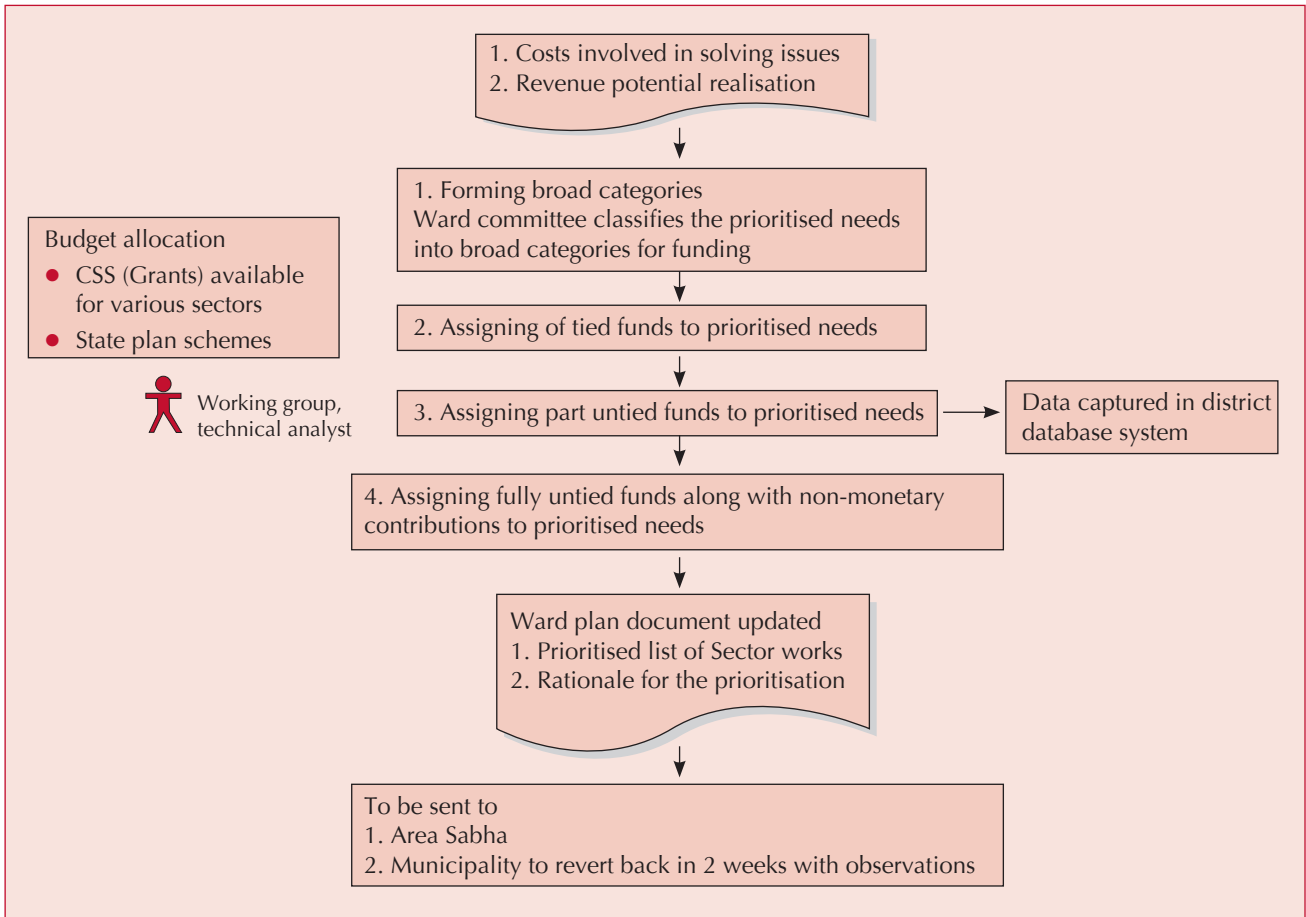 1. Costs involved in solving issues
2. Revenue potential realisation
1. Forming broad categories
Ward committee classifies the prioritised needs
into broad categories for funding
Budget allocation
● CSS (Grants) available
for various sectors
● State plan schemes
2. Assigning of tied funds to prioritised needs
Working group,
technical analyst
3. Assigning part untied funds to prioritised needs
Data captured in district
database system
4. Assigning fully untied funds along with non-monetary
contributions to prioritised needs
Ward plan document updated
1. Prioritised list of Sector works
2. Rationale for the prioritisation
To be sent to
1. Area Sabha
2. Municipality to revert back in 2 weeks with observations